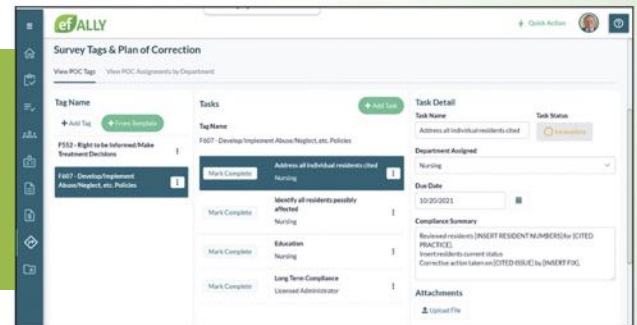 efALLY
Quick Action
Survey Tags & Plan of Correction
View POC Tags View POC Assignments by Department
Tag Name
+ Add Tag + From Template
F552 - Right to be Informed/Make
Treatment Decisions
F607 - Develop/Implement
Abuse/Neglect, etc. Policies
Tasks
+ Add Task
Tag Name
F607 - Develop/Implement Abuse/Neglect, etc. Policies
Mark Complete
Address all individual residents cited
Nursing
Mark Complete
Identify all residents possibly
affected
Nursing
Mark Complete
Education
Nursing
Mark Complete
Long Term Compliance
Licensed Administrator
Task Detail
Task Name Task Status
Address all individual residents cited Incomplete
Department Assigned
Nursing
Due Date
10/20/2021
Compliance Summary
Reviewed residents [INSERT RESIDENT NUMBERS] for [CITED
PRACTICE].
Insert residents current status
Corrective action taken on [CITED ISSUE] by [INSERT FIX].
Attachments
Upload File